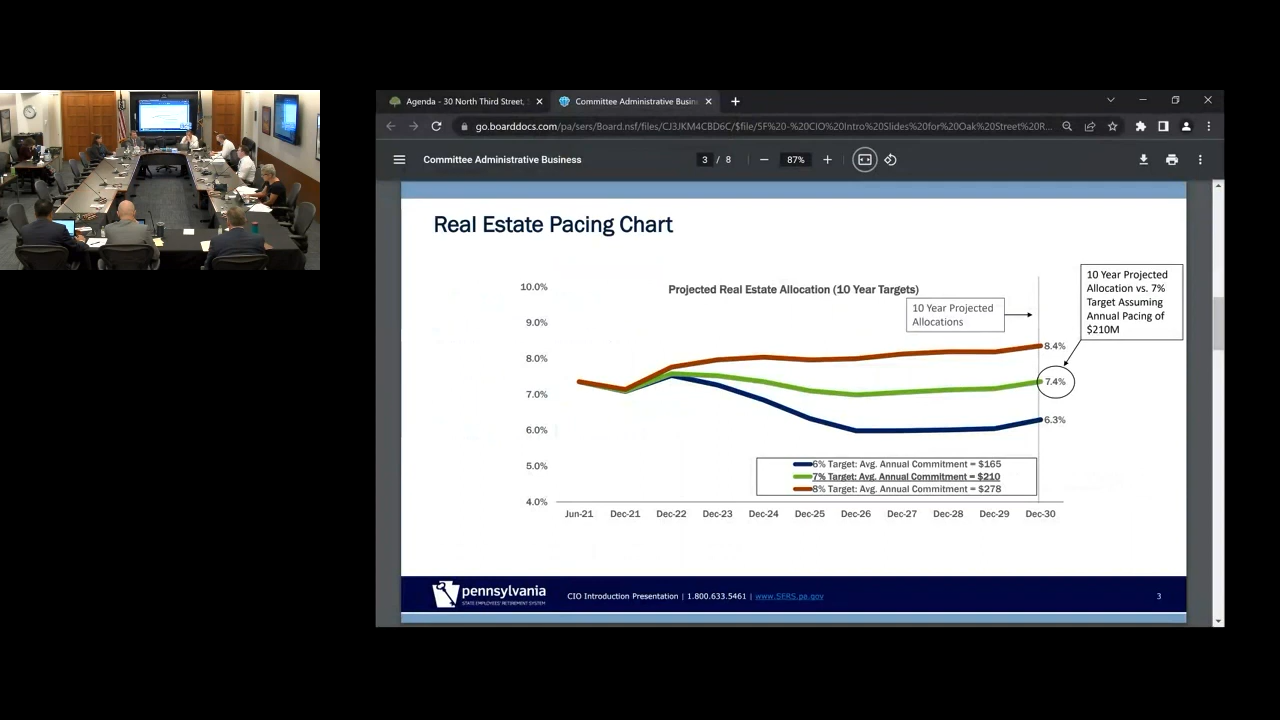 Agenda - 30 North Third Street,
Committee Administrative Busin
go.boarddocs.com/pa/sers/Board.nsf/files/CJ3JKM4CBD6C/$file/5F%20-%20CIO%20Intro%20Slides%20for%20Oak%20Street%20R...
Committee Administrative Business
3 / 8
87%
Real Estate Pacing Chart
Projected Real Estate Allocation (10 Year Targets)
10 Year Projected
Allocations
10 Year Projected
Allocation vs. 7%
Target Assuming
Annual Pacing of
$210M
10.0%
9.0%
8.0%
7.0%
6.0%
5.0%
4.0%
8.4%
7.4%
6.3%
6% Target: Avg. Annual Commitment = $165
7% Target: Avg. Annual Commitment = $210
8% Target: Avg. Annual Commitment = $278
Jun-21 Dec-21 Dec-22 Dec-23 Dec-24 Dec-25 Dec-26 Dec-27 Dec-28 Dec-29 Dec-30
pennsylvania
STATE EMPLOYEES' RETIREMENT SYSTEM
CIO Introduction Presentation | 1.800.633.5461 | www.SERS.pa.gov
3